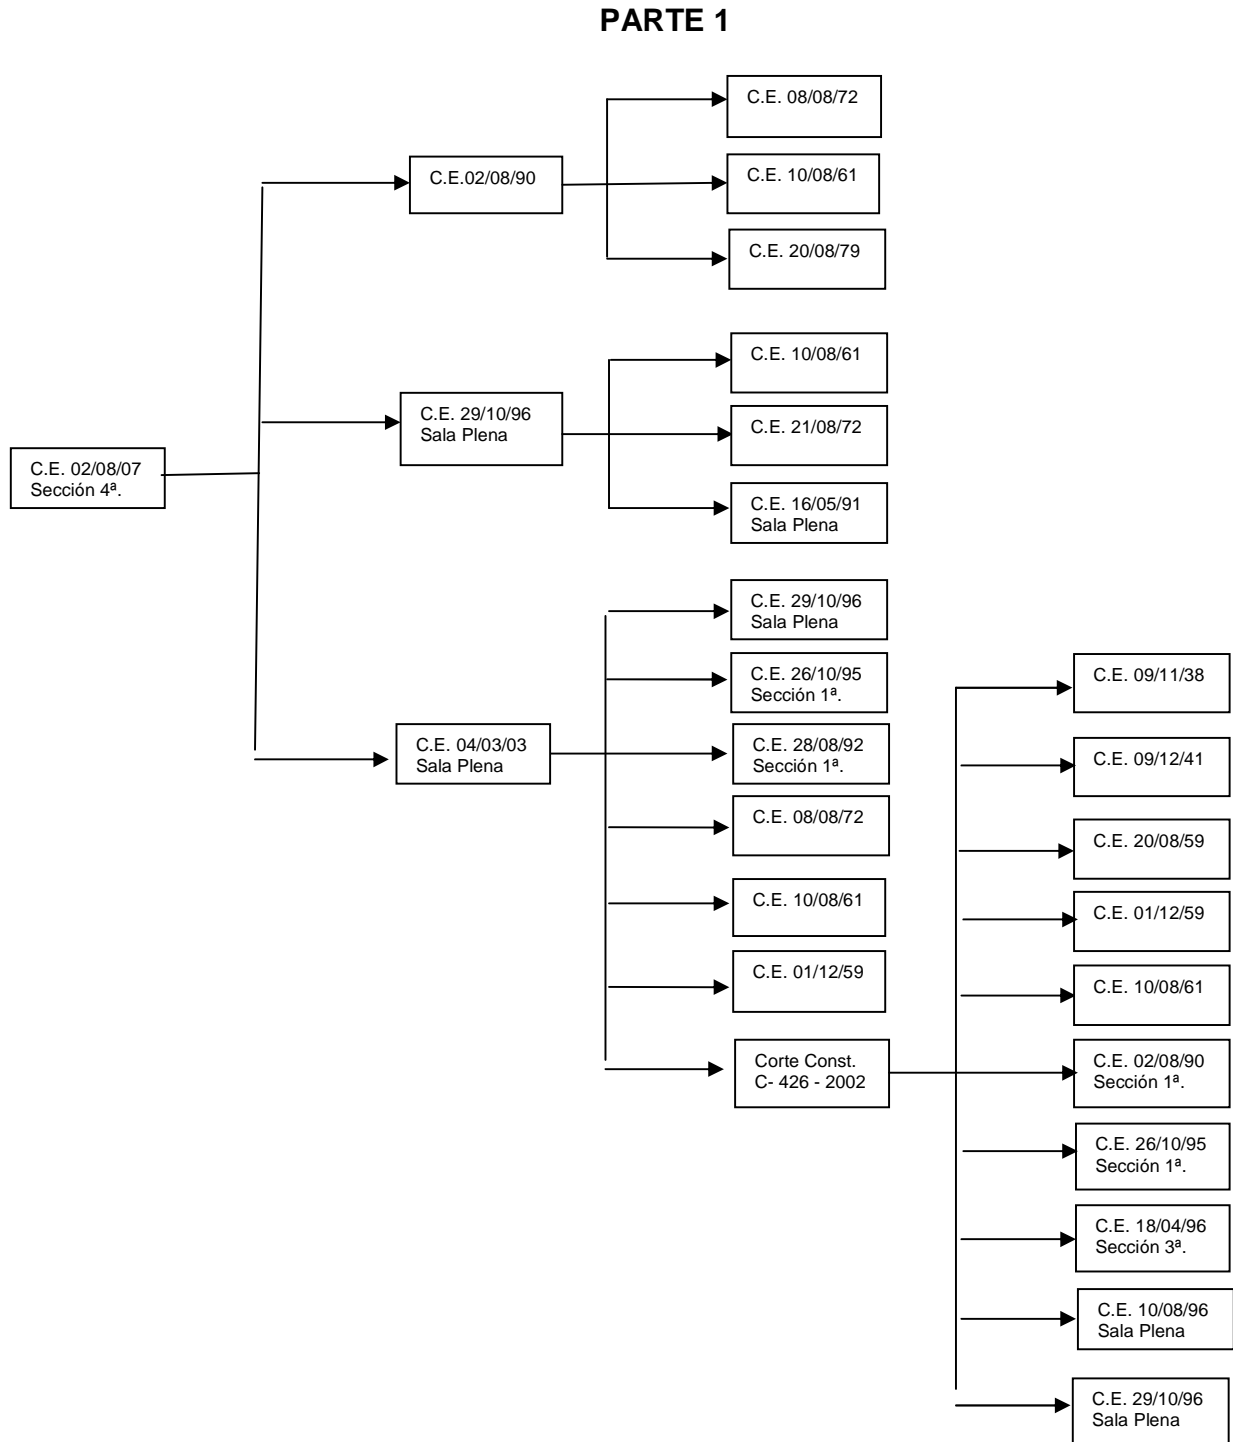 PARTE 1
C.E. 08/08/72
C.E.02/08/90
C.E. 10/08/61
C.E. 20/08/79
C.E. 10/08/61
C.E. 29/10/96
Sala Plena
C.E. 21/08/72
C.E. 02/08/07
Sección 4ª.
C.E. 16/05/91
Sala Plena
C.E. 29/10/96
Sala Plena
C.E. 26/10/95
Sección 1ª.
C.E. 09/11/38
C.E. 04/03/03
Sala Plena
C.E. 28/08/92
Sección 1ª.
C.E. 09/12/41
C.E. 08/08/72
C.E. 20/08/59
C.E. 10/08/61
C.E. 01/12/59
C.E. 01/12/59
C.E. 10/08/61
Corte Const.
C- 426 - 2002
C.E. 02/08/90
Sección 1ª.
C.E. 26/10/95
Sección 1ª.
C.E. 18/04/96
Sección 3ª.
C.E. 10/08/96
Sala Plena
C.E. 29/10/96
Sala Plena